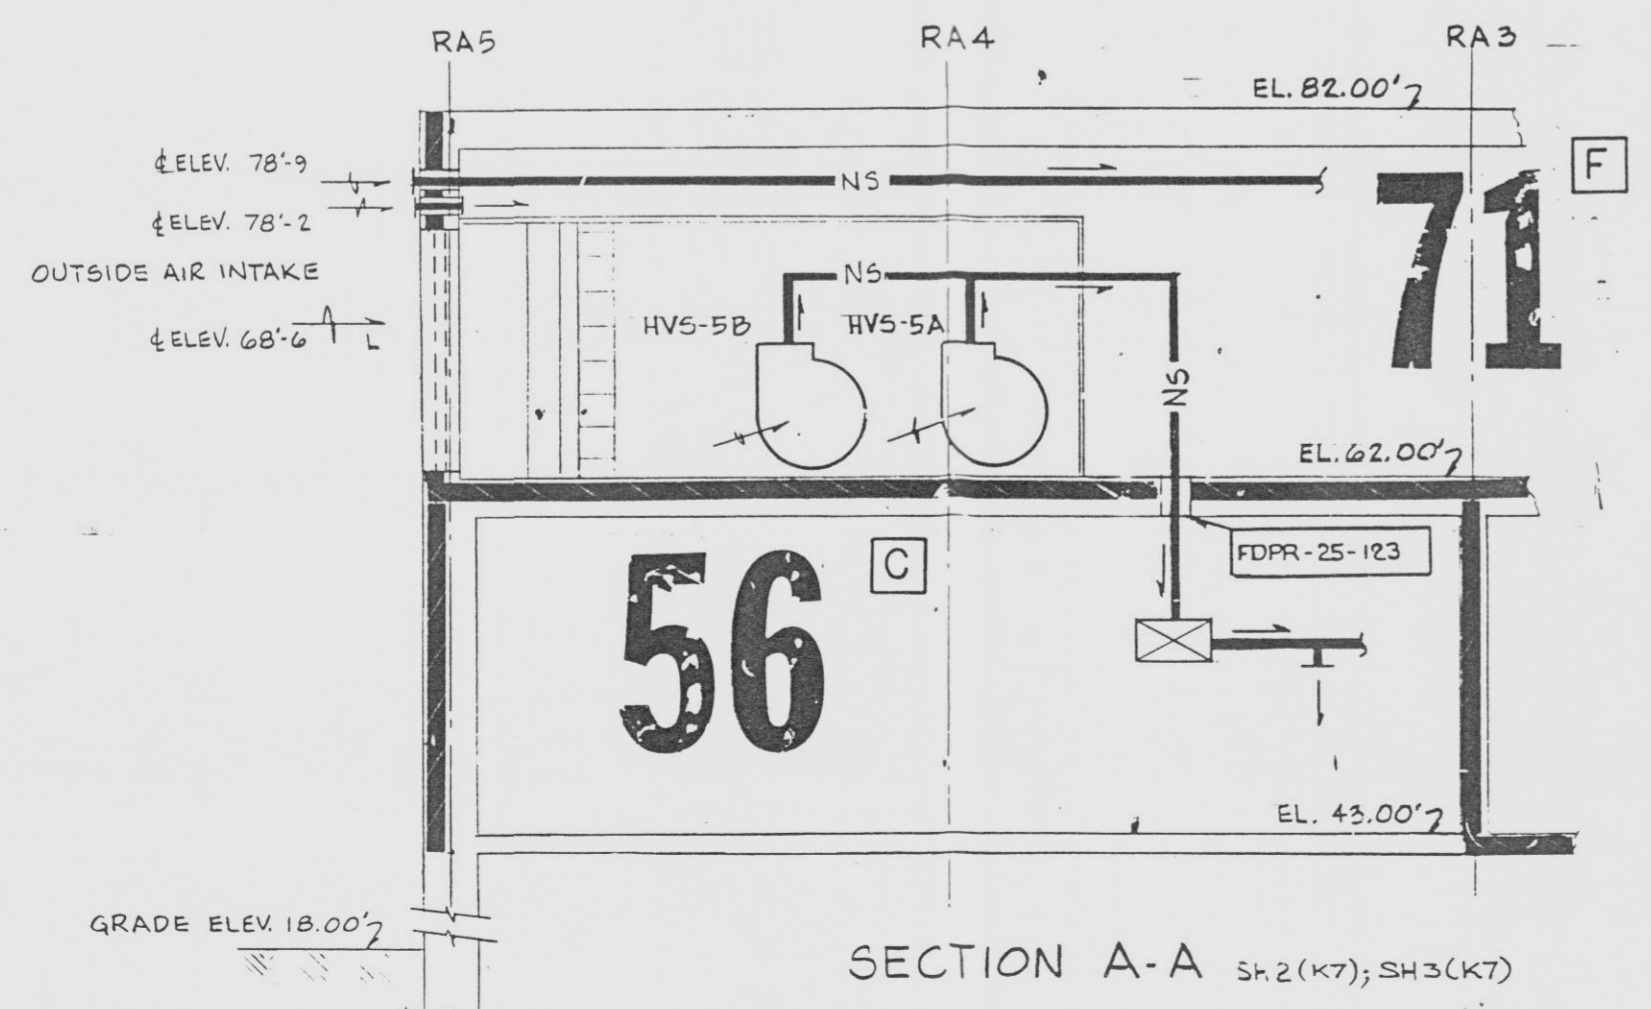 RA5 RA4 RA3
EL. 82.00'
F
℄ ELEV. 78'-9
NS
71
℄ ELEV. 78'-2
OUTSIDE AIR INTAKE
NS
HVS-5B HVS-5A
℄ ELEV. 68'-6 L
NS
EL. 62.00'
56
C
FDPR-25-123
EL. 43.00'
GRADE ELEV. 18.00'
SECTION A-A SH.2(K7); SH3(K7)